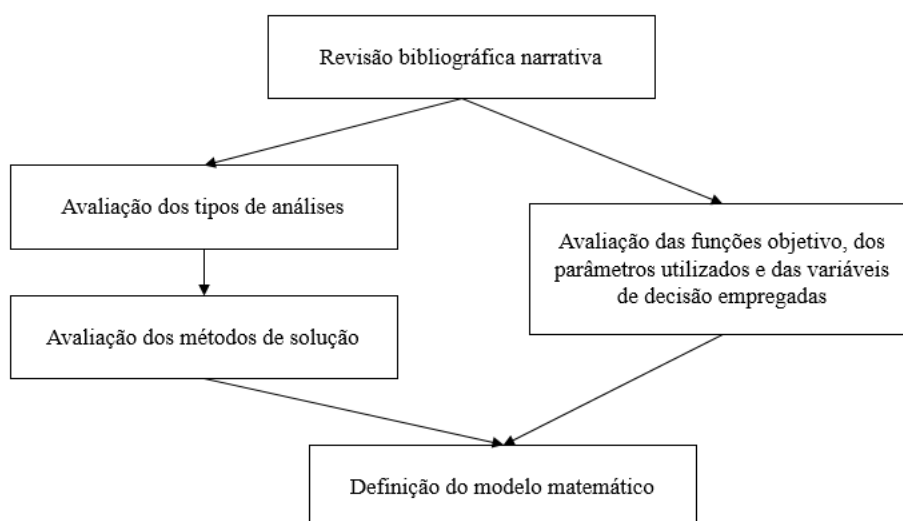 Revisão bibliográfica narrativa
Avaliação dos tipos de análises
Avaliação dos métodos de solução
Avaliação das funções objetivo, dos
parâmetros utilizados e das variáveis
de decisão empregadas
Definição do modelo matemático